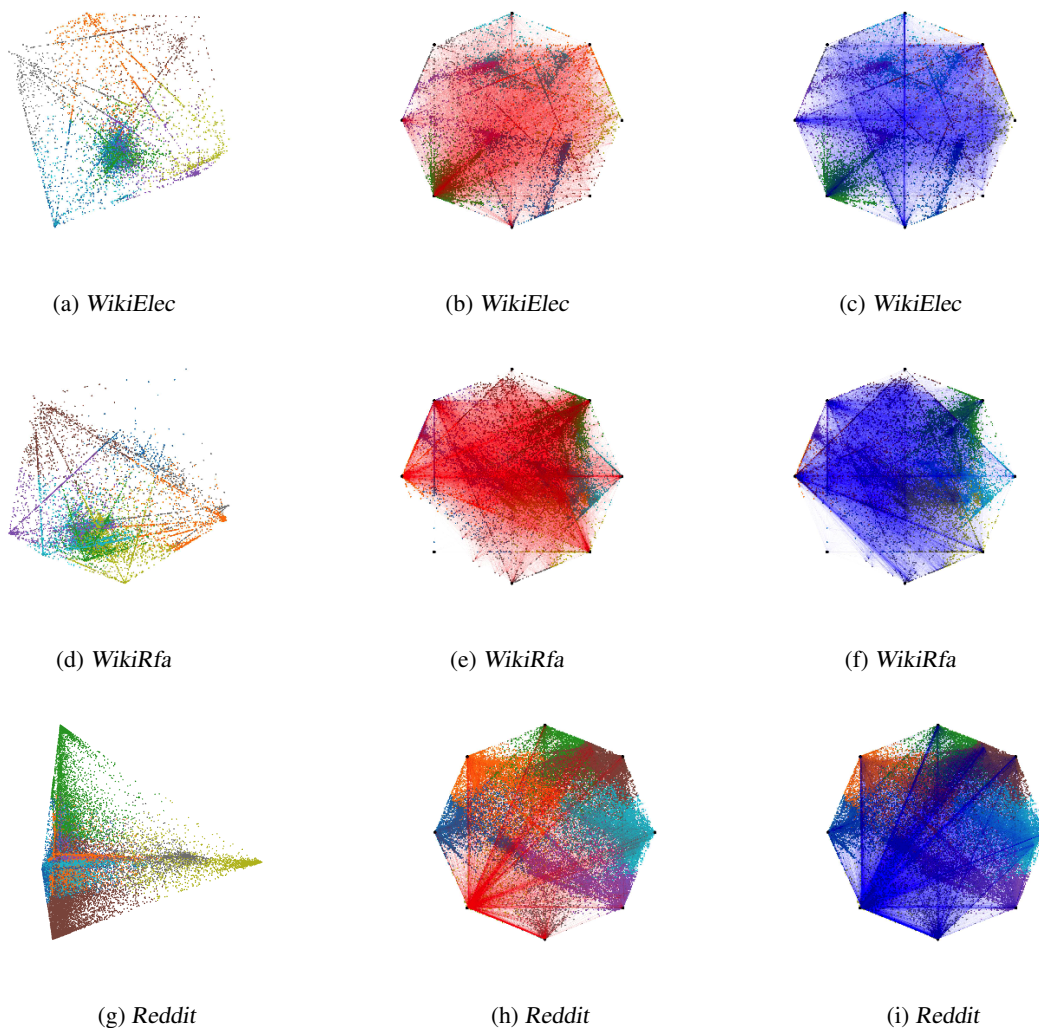 (a) WikiElec
(b) WikiElec
(c) WikiElec
(d) WikiRfa
(e) WikiRfa
(f) WikiRfa
(g) Reddit
(h) Reddit
(i) Reddit